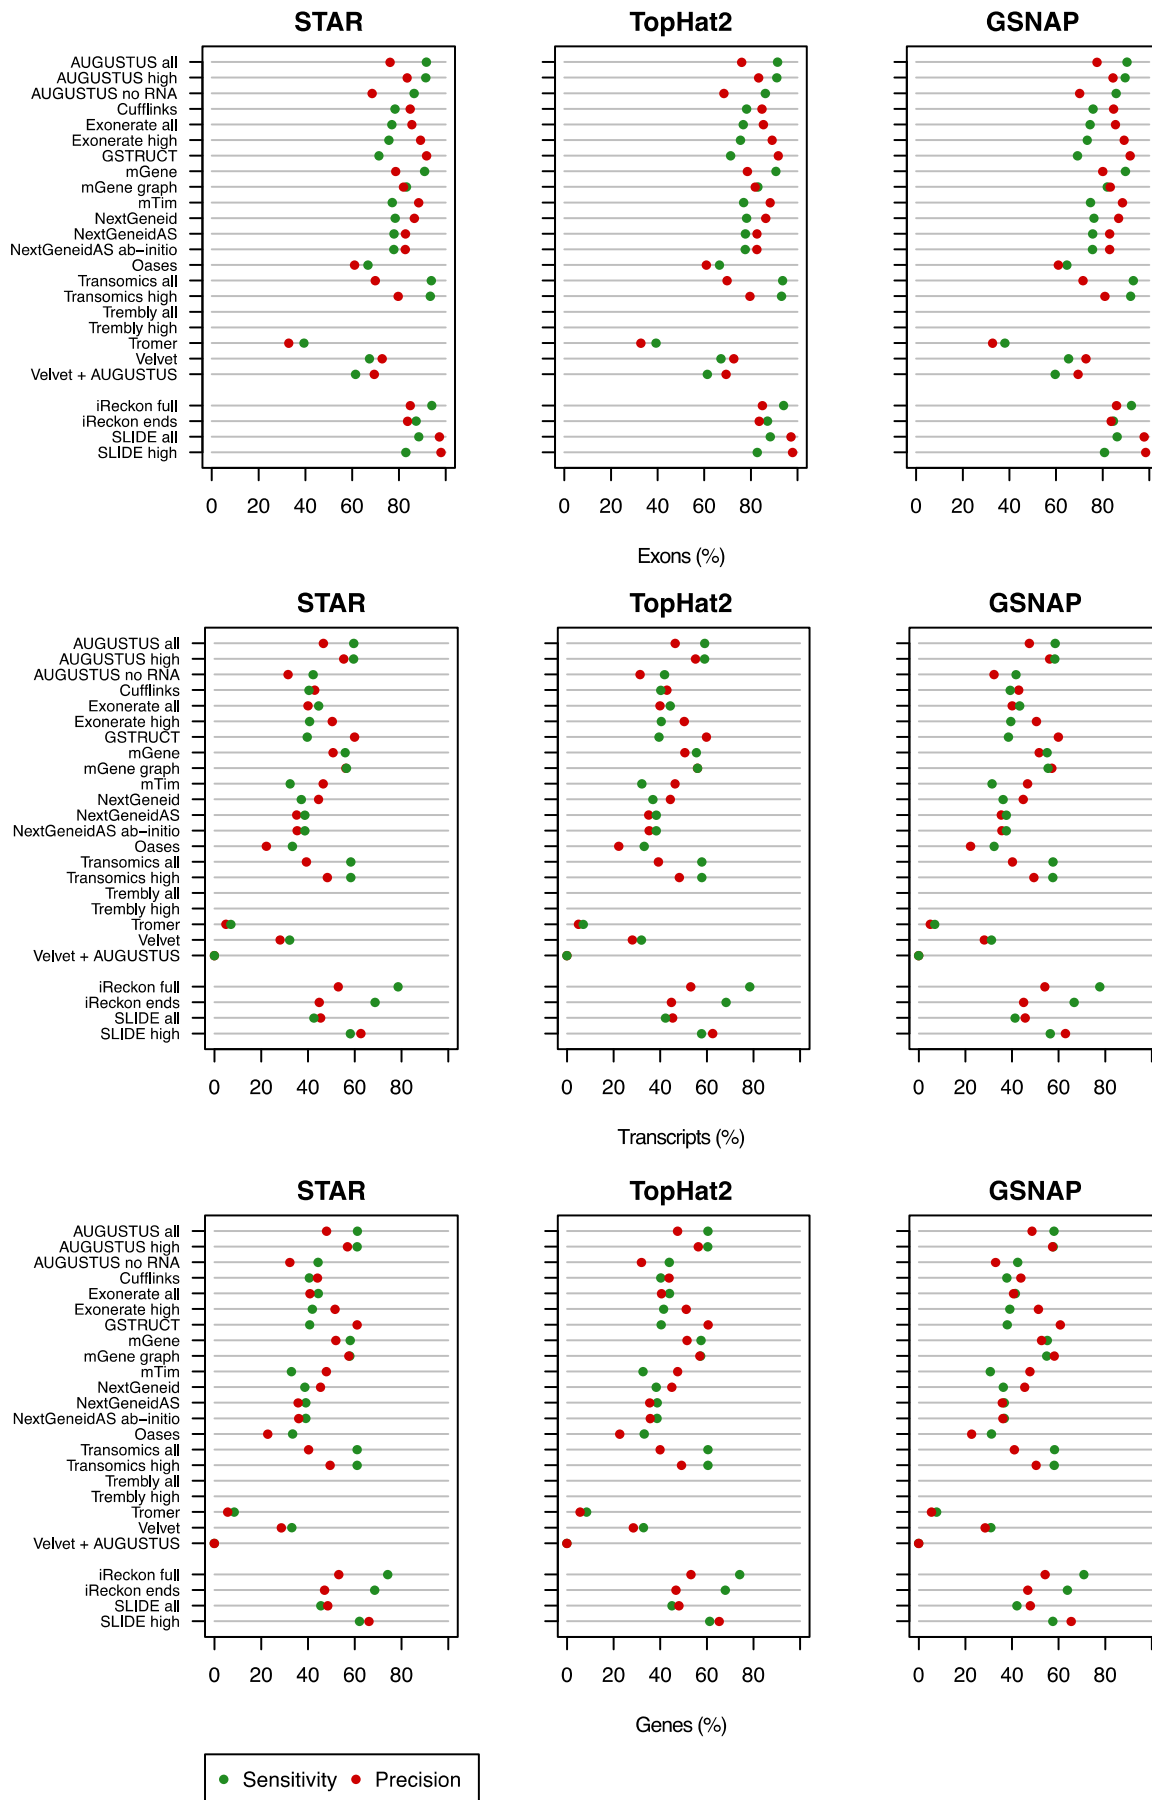 STAR TopHat2 GSNAP
AUGUSTUS all
AUGUSTUS high
AUGUSTUS no RNA
Cufflinks
Exonerate all
Exonerate high
GSTRUCT
mGene
mGene graph
mTim
NextGeneid
NextGeneidAS
NextGeneidAS ab−initio
Oases
Transomics all
Transomics high
Trembly all
Trembly high
Tromer
Velvet
Velvet + AUGUSTUS
iReckon full
iReckon ends
SLIDE all
SLIDE high
0 20 40 60 80 0 20 40 60 80 0 20 40 60 80
Exons (%)
STAR TopHat2 GSNAP
AUGUSTUS all
AUGUSTUS high
AUGUSTUS no RNA
Cufflinks
Exonerate all
Exonerate high
GSTRUCT
mGene
mGene graph
mTim
NextGeneid
NextGeneidAS
NextGeneidAS ab−initio
Oases
Transomics all
Transomics high
Trembly all
Trembly high
Tromer
Velvet
Velvet + AUGUSTUS
iReckon full
iReckon ends
SLIDE all
SLIDE high
0 20 40 60 80 0 20 40 60 80 0 20 40 60 80
Transcripts (%)
STAR TopHat2 GSNAP
AUGUSTUS all
AUGUSTUS high
AUGUSTUS no RNA
Cufflinks
Exonerate all
Exonerate high
GSTRUCT
mGene
mGene graph
mTim
NextGeneid
NextGeneidAS
NextGeneidAS ab−initio
Oases
Transomics all
Transomics high
Trembly all
Trembly high
Tromer
Velvet
Velvet + AUGUSTUS
iReckon full
iReckon ends
SLIDE all
SLIDE high
0 20 40 60 80 0 20 40 60 80 0 20 40 60 80
Genes (%)
Sensitivity Precision